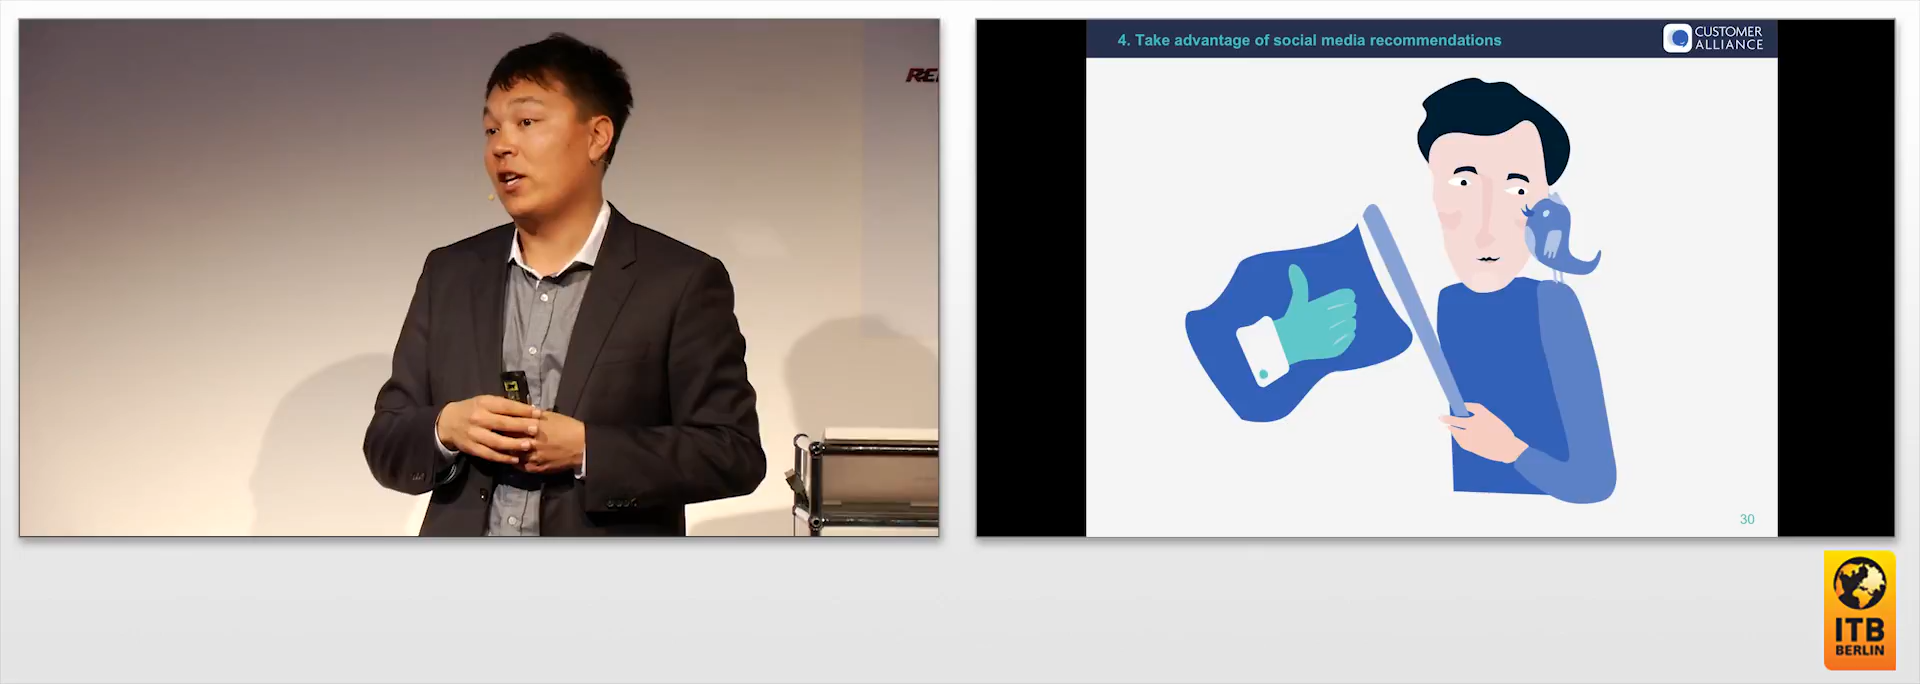 4. Take advantage of social media recommendations
CUSTOMER
ALLIANCE
30
ITB
BERLIN